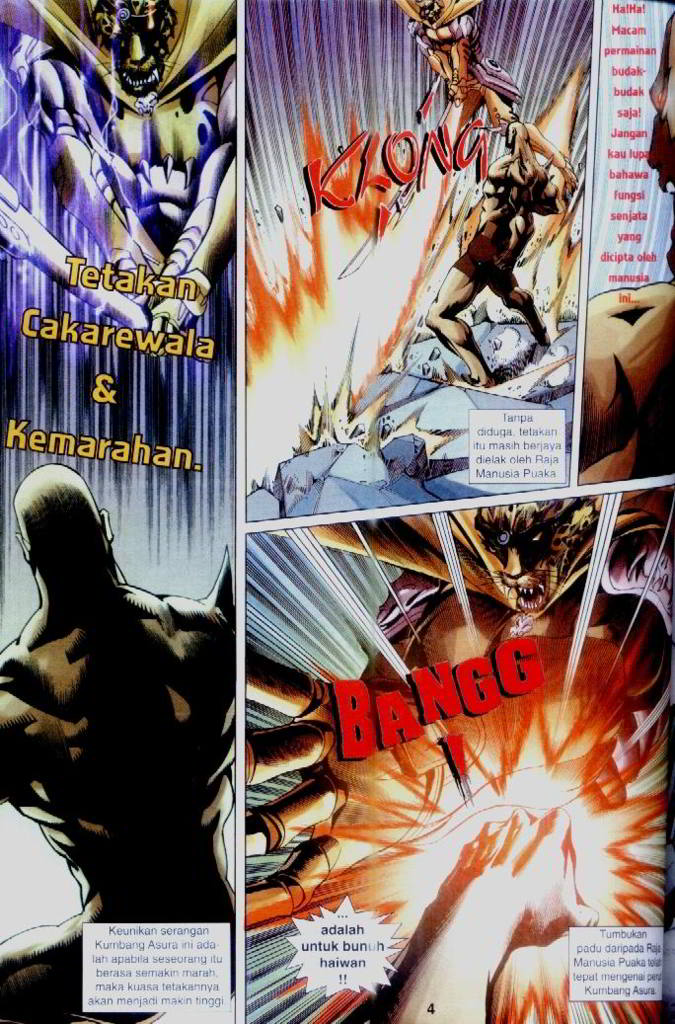 Tetakan
Cakarewala
&
Kemarahan.
Keunikan serangan
Kumbang Asura ini ada-
lah apabila seseorang itu
berasa semakin marah,
maka kuasa tetakannya
akan menjadi makin tinggi.
KLONG
Tanpa
diduga, tetakan
itu masih berjaya
dielak oleh Raja
Manusia Puaka.
Ha!Ha!
Macam
permainan
budak-
budak
saja!
Jangan
kau lupa
bahawa
fungsi
senjata
yang
dicipta oleh
manusia
ini...
BANGG
!
...
adalah
untuk bunuh
haiwan
!!
Tumbukan
padu daripada Raja
Manusia Puaka telah
tepat mengenai perut
Kumbang Asura.
4